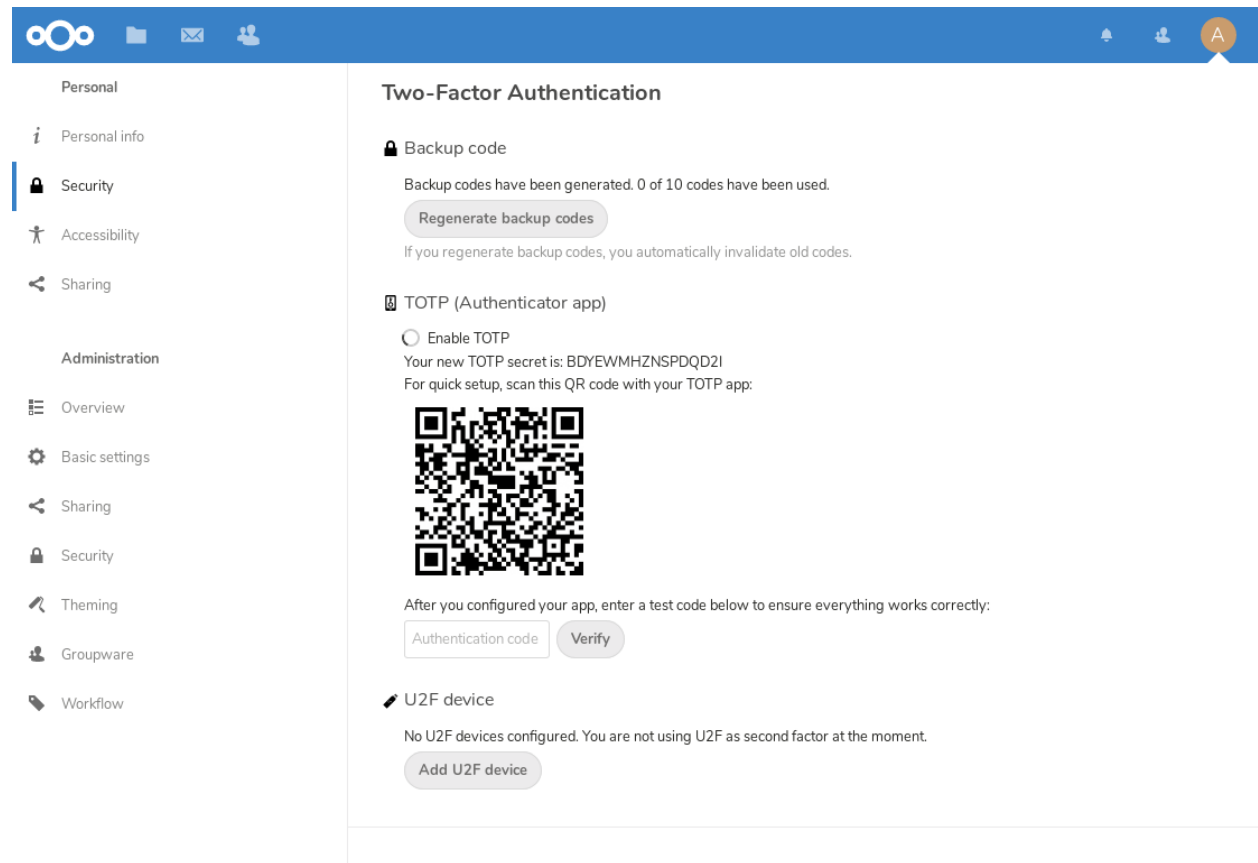 A
Personal
Personal info
Security
Accessibility
Sharing
Administration
Overview
Basic settings
Sharing
Security
Theming
Groupware
Workflow
Two-Factor Authentication
Backup code
Backup codes have been generated. 0 of 10 codes have been used.
Regenerate backup codes
If you regenerate backup codes, you automatically invalidate old codes.
TOTP (Authenticator app)
Enable TOTP
Your new TOTP secret is: BDYEWMHZNSPDQD2I
For quick setup, scan this QR code with your TOTP app:
After you configured your app, enter a test code below to ensure everything works correctly:
Authentication code Verify
U2F device
No U2F devices configured. You are not using U2F as second factor at the moment.
Add U2F device